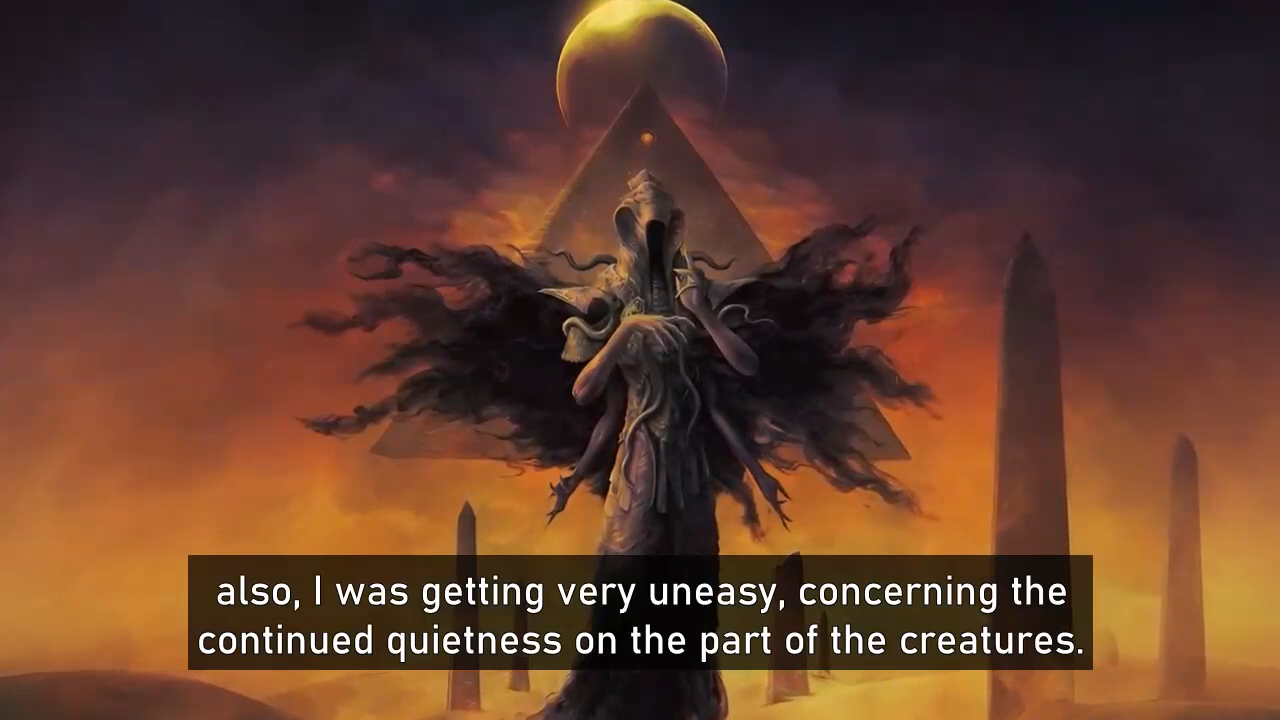 also, I was getting very uneasy, concerning the
continued quietness on the part of the creatures.